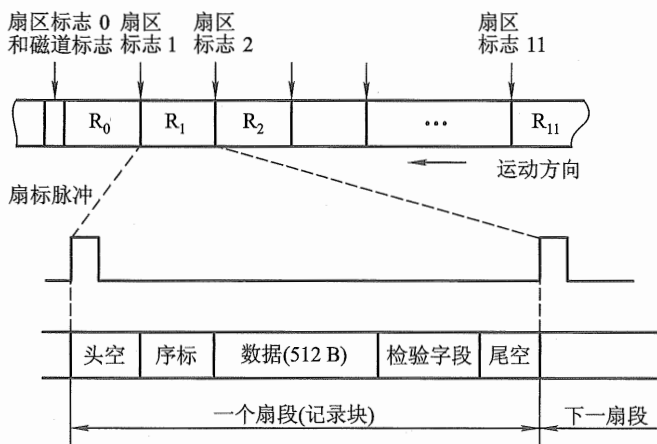 扇区标志 0 扇区 扇区 扇区
和磁道标志 标志 1 标志 2 标志 11
R0 R1 R2 ··· R11
运动方向
扇标脉冲
头空 序标 数据(512 B) 检验字段 尾空
一个扇段(记录块) 下一扇段